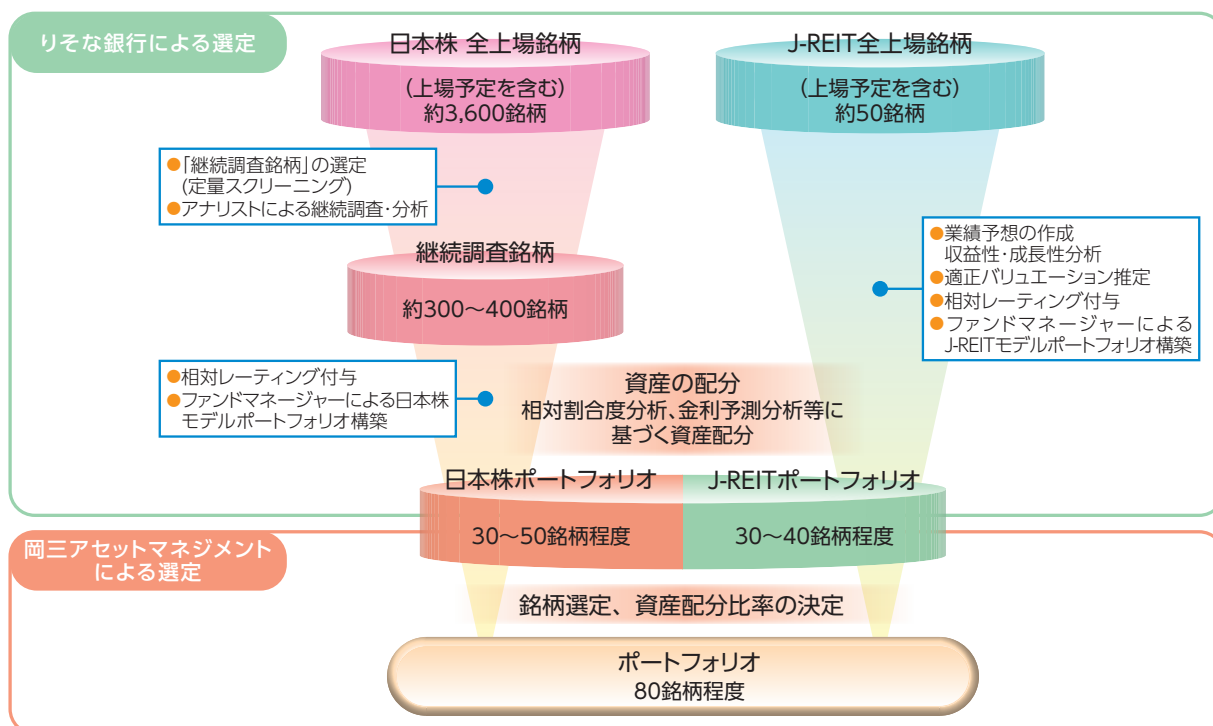 りそな銀行による選定
日本株 全上場銘柄
(上場予定を含む)
約3,600銘柄
J-REIT全上場銘柄
(上場予定を含む)
約50銘柄
●「継続調査銘柄」の選定
(定量スクリーニング)
●アナリストによる継続調査・分析
継続調査銘柄
約300～400銘柄
●業績予想の作成
収益性・成長性分析
●適正バリュエーション推定
●相対レーティング付与
●ファンドマネージャーによる
J-REITモデルポートフォリオ構築
●相対レーティング付与
●ファンドマネージャーによる日本株
モデルポートフォリオ構築
資産の配分
相対割合度分析、金利予測分析等に
基づく資産配分
日本株ポートフォリオ
30～50銘柄程度
J-REITポートフォリオ
30～40銘柄程度
岡三アセットマネジメント
による選定
銘柄選定、資産配分比率の決定
ポートフォリオ
80銘柄程度